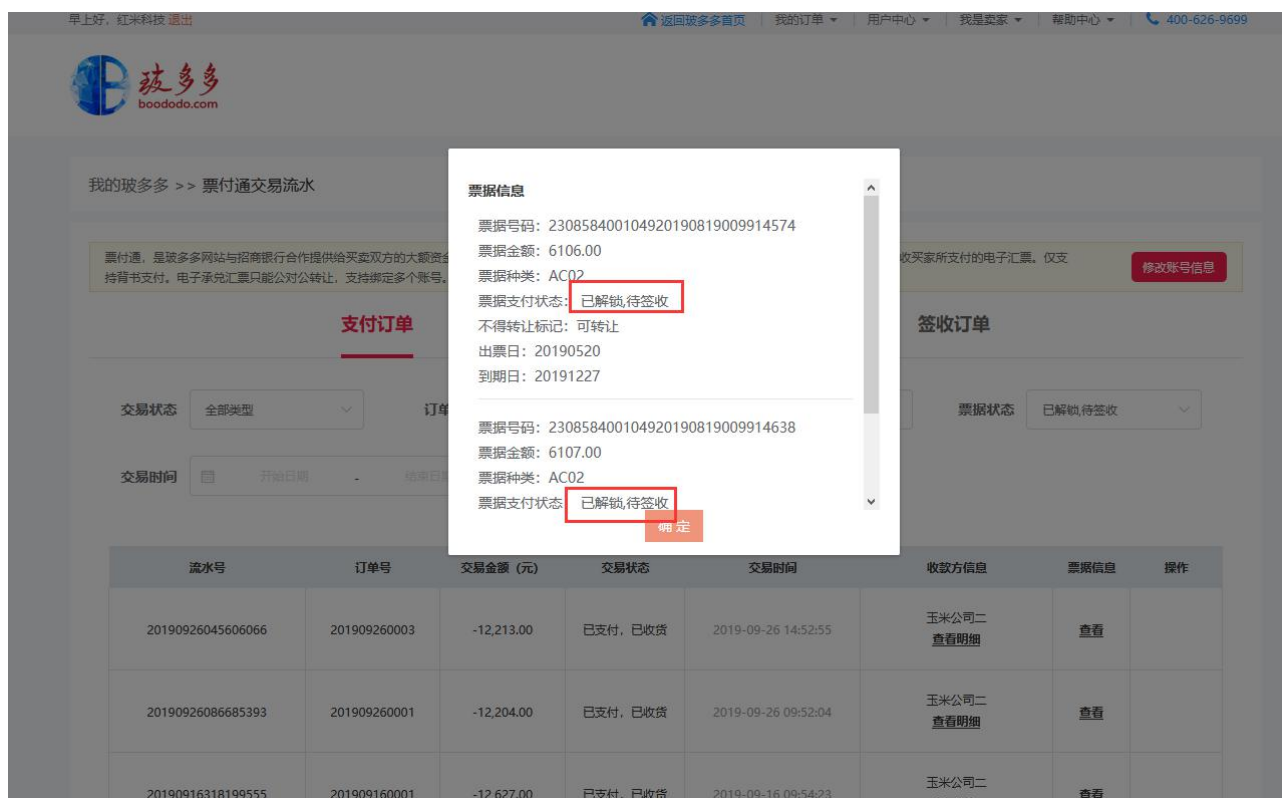 早上好，红米科技 退出
返回玻多多首页
我的订单
用户中心
我是卖家
帮助中心
400-626-9699
玻多多
boododo.com
我的玻多多 >> 票付通交易流水
票付通，是玻多多网站与招商银行合作提供给买卖双方的大额资
收买家所支付的电子汇票。仅支
持背书支付。电子承兑汇票只能公对公转让，支持绑定多个账号。
修改账号信息
支付订单
签收订单
交易状态
全部类型
订单
票据状态
已解锁,待签收
交易时间
开始日期
-
结束日
票据信息
票据号码：230858400104920190819009914574
票据金额：6106.00
票据种类：AC02
票据支付状态：已解锁,待签收
不得转让标记：可转让
出票日：20190520
到期日：20191227
票据号码：230858400104920190819009914638
票据金额：6107.00
票据种类：AC02
票据支付状态 已解锁,待签收
确定
流水号 订单号 交易金额（元） 交易状态 交易时间 收款方信息 票据信息 操作
玉米公司二
20190926045606066 201909260003 -12,213.00 已支付，已收货 2019-09-26 14:52:55 查看
查看明细
玉米公司二
20190926086685393 201909260001 -12,204.00 已支付，已收货 2019-09-26 09:52:04 查看
查看明细
玉米公司二
20190916318199555 201909160001 -12,627.00 已支付，已收货 2019-09-16 09:54:23 查看